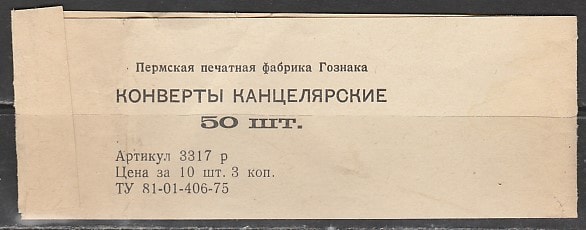 Пермская печатная фабрика Гознака
КОНВЕРТЫ КАНЦЕЛЯРСКИЕ
50 ШТ.
Артикул 3317 р
Цена за 10 шт. 3 коп.
ТУ 81-01-406-75